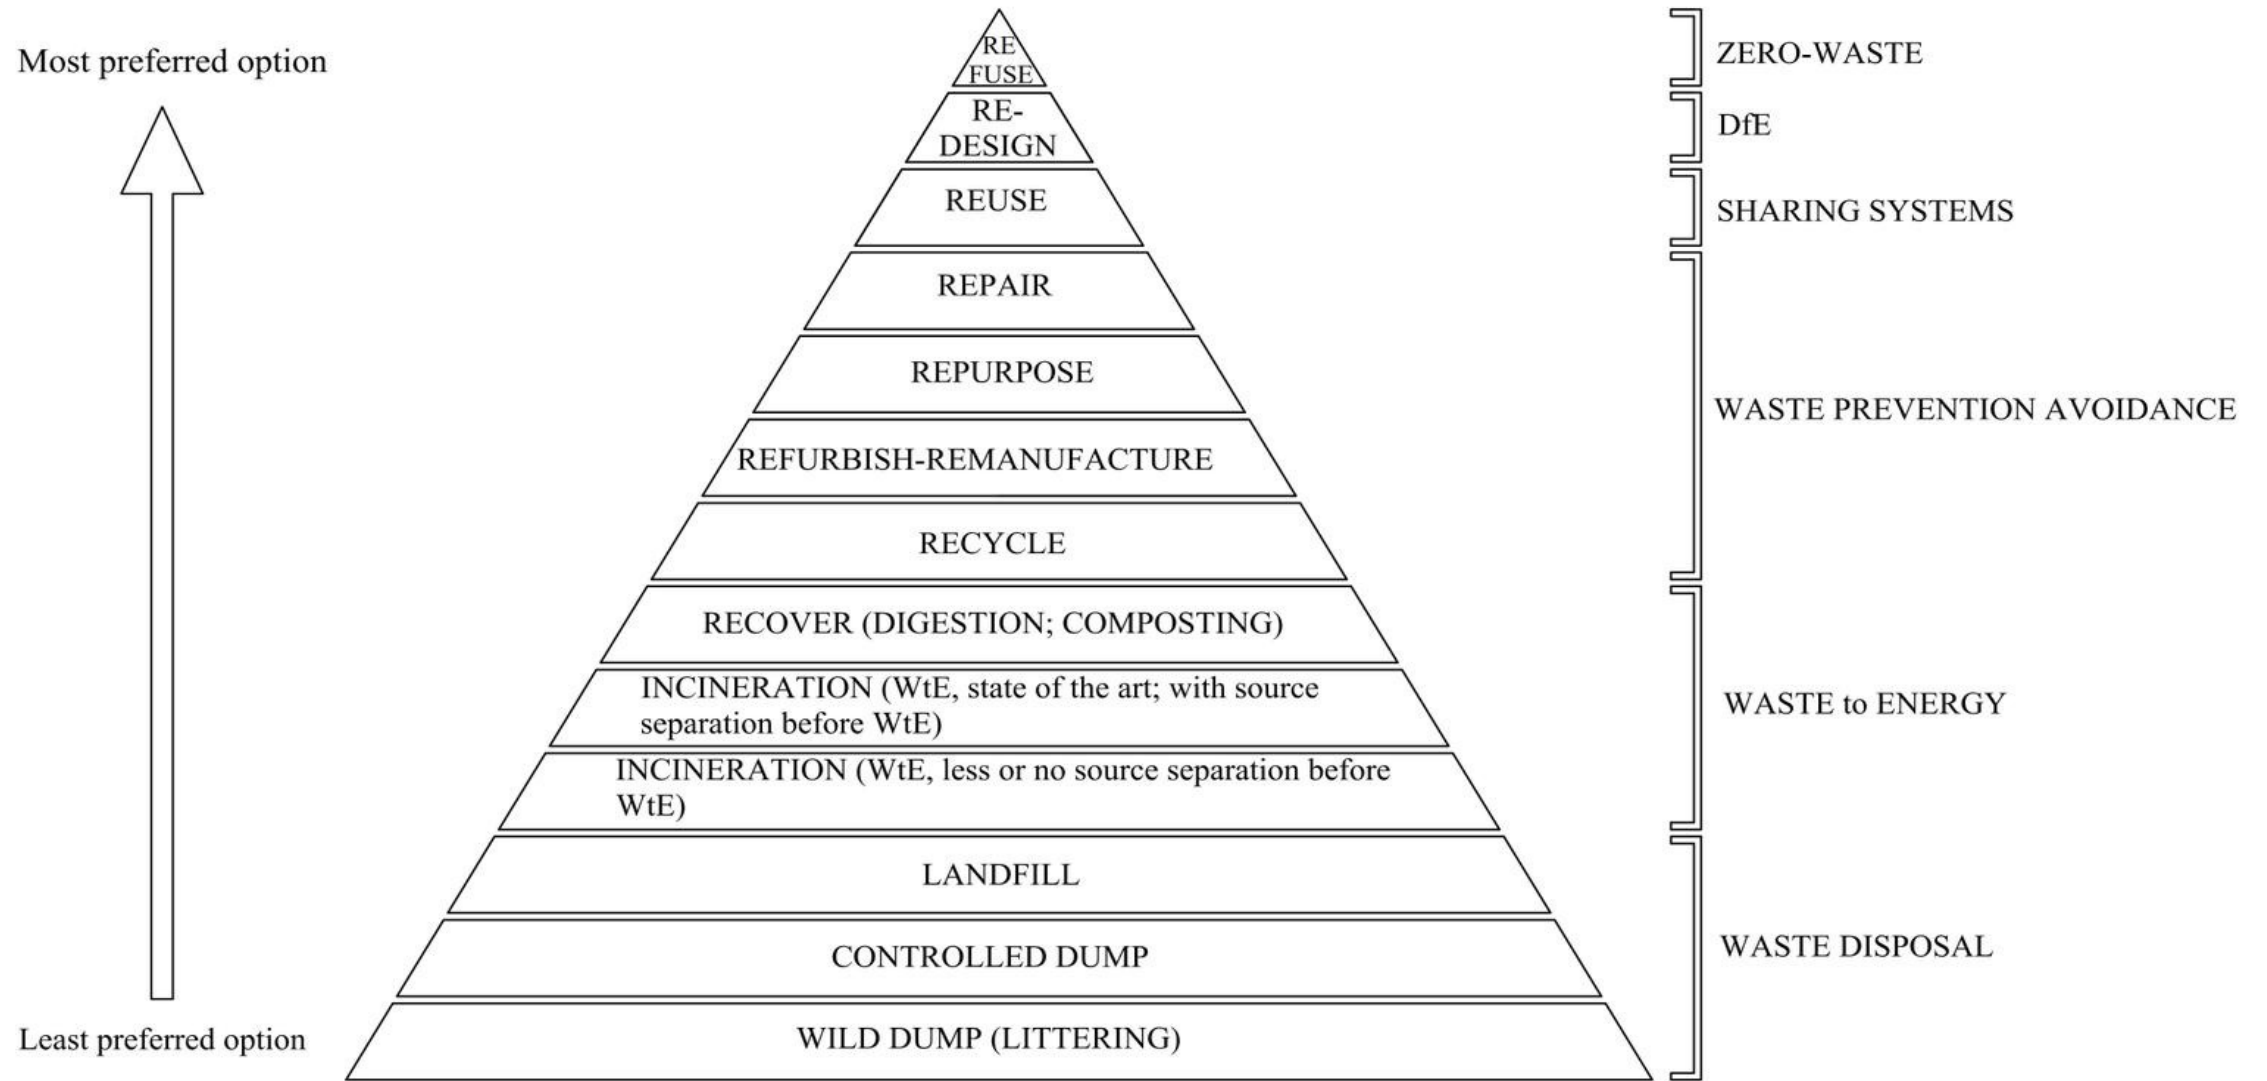 Most preferred option
Least preferred option
RE
FUSE
RE-
DESIGN
REUSE
REPAIR
REPURPOSE
REFURBISH-REMANUFACTURE
RECYCLE
RECOVER (DIGESTION; COMPOSTING)
INCINERATION (WtE, state of the art; with source
separation before WtE)
INCINERATION (WtE, less or no source separation before
WtE)
LANDFILL
CONTROLLED DUMP
WILD DUMP (LITTERING)
ZERO-WASTE
DfE
SHARING SYSTEMS
WASTE PREVENTION AVOIDANCE
WASTE to ENERGY
WASTE DISPOSAL